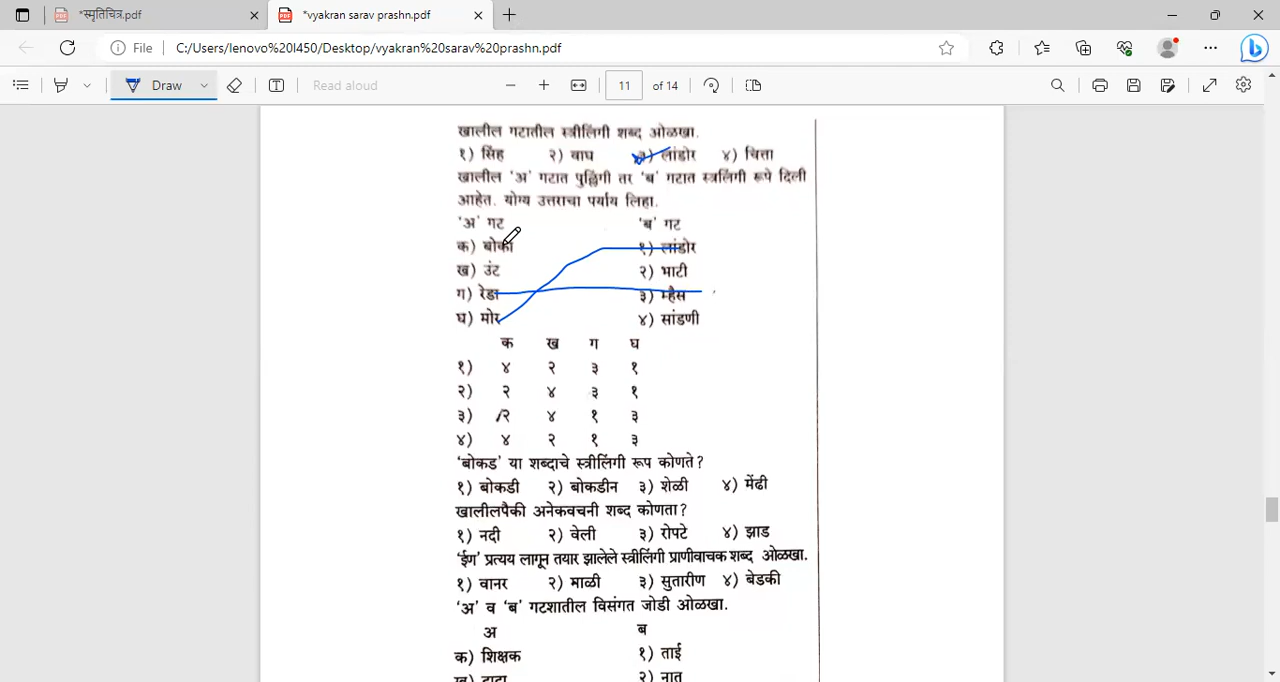 *स्मृतिचित्र.pdf
*vyakran sarav prashn.pdf
File C:/Users/lenovo%20l450/Desktop/vyakran%20sarav%20prashn.pdf
Draw Read aloud 11 of 14
खालील गटातील स्त्रीलिंगी शब्द ओळखा.
१) सिंह २) वाघ ३) लांडोर ४) चित्ता
खालील 'अ' गटात पुल्लिंगी तर 'ब' गटात स्त्रलिंगी रूपे दिली
आहेत. योग्य उत्तराचा पर्याय लिहा.
'अ' गट 'ब' गट
क) बोका १) लांडोर
ख) उंट २) भाटी
ग) रेडा ३) म्हैस
घ) मोर ४) सांडणी
क ख ग घ
१) ४ २ ३ १
२) २ ४ ३ १
३) २ ४ १ ३
४) ४ २ १ ३
'बोकड' या शब्दाचे स्त्रीलिंगी रूप कोणते?
१) बोकडी २) बोकडीन ३) शेळी ४) मेंढी
खालीलपैकी अनेकवचनी शब्द कोणता?
१) नदी २) वेली ३) रोपटे ४) झाड
'ईण' प्रत्यय लागून तयार झालेले स्त्रीलिंगी प्राणीवाचक शब्द ओळखा.
१) वानर २) माळी ३) सुतारीण ४) बेडकी
'अ' व 'ब' गटशातील विसंगत जोडी ओळखा.
अ ब
क) शिक्षक १) ताई
२) नात